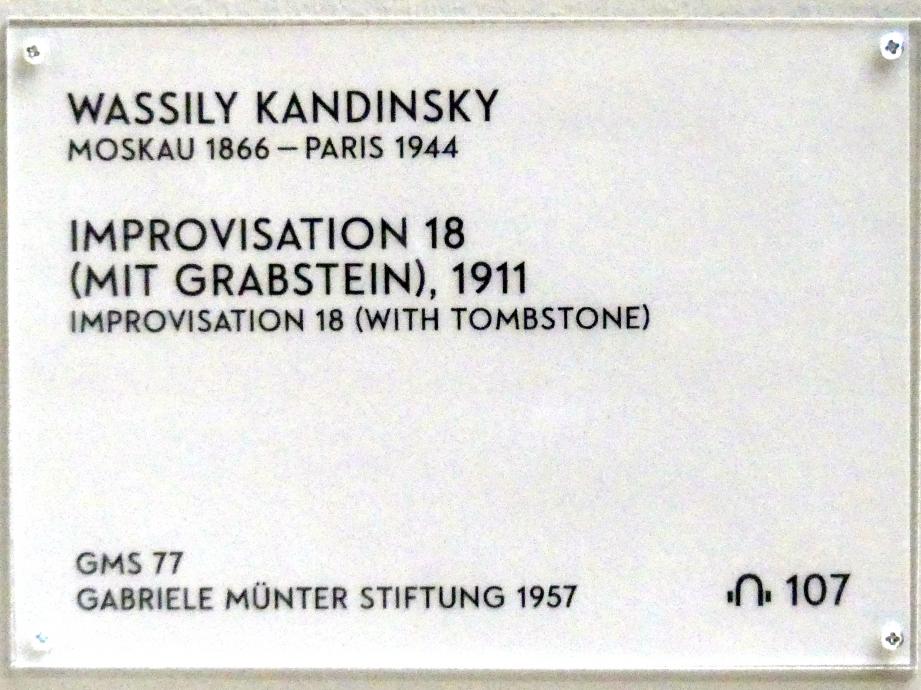 WASSILY KANDINSKY
MOSKAU 1866 – PARIS 1944
IMPROVISATION 18
(MIT GRABSTEIN), 1911
IMPROVISATION 18 (WITH TOMBSTONE)
GMS 77
GABRIELE MÜNTER STIFTUNG 1957
107